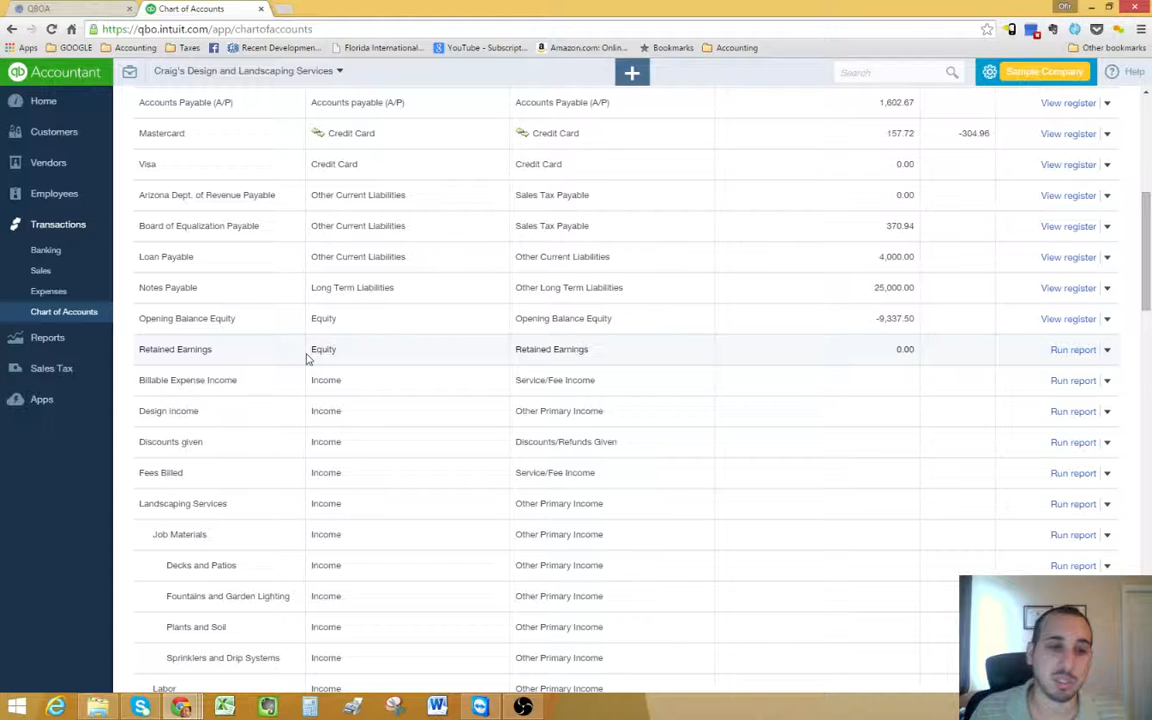 QBOA
Chart of Accounts
Ofir
https://qbo.intuit.com/app/chartofaccounts
Apps
GOOGLE
Accounting
Taxes
Recent Developmen...
Florida International...
YouTube - Subscript...
Amazon.com: Onlin...
Bookmarks
Accounting
Other bookmarks
qb Accountant
Craig's Design and Landscaping Services
+
Search
Sample Company
? Help
Home
Customers
Vendors
Employees
Transactions
Banking
Sales
Expenses
Chart of Accounts
Reports
Sales Tax
Apps
Accounts Payable (A/P) Accounts payable (A/P) Accounts Payable (A/P) 1,602.67 View register
Mastercard Credit Card Credit Card 157.72 -304.96 View register
Visa Credit Card Credit Card 0.00 View register
Arizona Dept. of Revenue Payable Other Current Liabilities Sales Tax Payable 0.00 View register
Board of Equalization Payable Other Current Liabilities Sales Tax Payable 370.94 View register
Loan Payable Other Current Liabilities Other Current Liabilities 4,000.00 View register
Notes Payable Long Term Liabilities Other Long Term Liabilities 25,000.00 View register
Opening Balance Equity Equity Opening Balance Equity -9,337.50 View register
Retained Earnings Equity Retained Earnings 0.00 Run report
Billable Expense Income Income Service/Fee Income Run report
Design income Income Other Primary Income Run report
Discounts given Income Discounts/Refunds Given Run report
Fees Billed Income Service/Fee Income Run report
Landscaping Services Income Other Primary Income Run report
Job Materials Income Other Primary Income Run report
Decks and Patios Income Other Primary Income Run report
Fountains and Garden Lighting Income Other Primary Income
Plants and Soil Income Other Primary Income
Sprinklers and Drip Systems Income Other Primary Income
Labor Income Other Primary Income